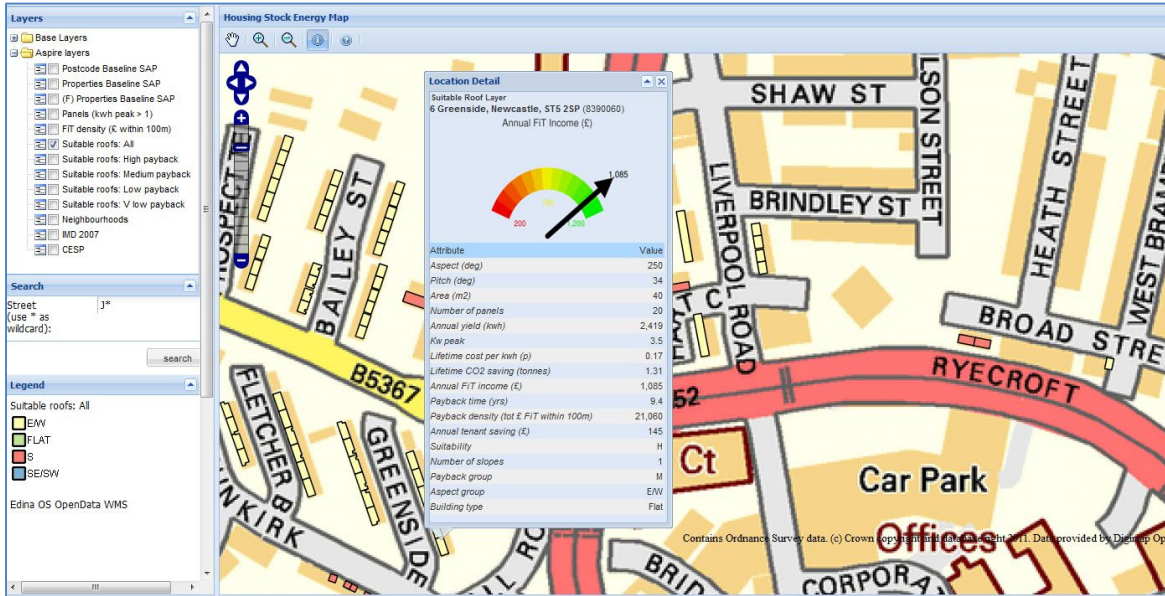 Layers
Base Layers
Aspire layers
Postcode Baseline SAP
Properties Baseline SAP
(F) Properties Baseline SAP
Panels (kwh peak > 1)
FIT density (£ within 100m)
Suitable roofs: All
Suitable roofs: High payback
Suitable roofs: Medium payback
Suitable roofs: Low payback
Suitable roofs: V low payback
Neighbourhoods
IMD 2007
CESP
Search
Street J*
(use * as
wildcard):
search
Legend
Suitable roofs: All
E/W
FLAT
S
SE/SW
Edina OS OpenData WMS
Housing Stock Energy Map
Location Detail
Suitable Roof Layer
6 Greenside, Newcastle, ST5 2SP (8390060)
Annual FiT Income (£)
1,085
200
1,200
Attribute Value
Aspect (deg) 250
Pitch (deg) 34
Area (m2) 40
Number of panels 20
Annual yield (kwh) 2,419
Kw peak 3.5
Lifetime cost per kwh (p) 0.17
Lifetime CO2 saving (tonnes) 1.31
Annual FiT income (£) 1,085
Payback time (yrs) 9.4
Payback density (tot £ FiT within 100m) 21,060
Annual tenant saving (£) 145
Suitability H
Number of slopes 1
Payback group M
Aspect group E/W
Building type Flat
BAILEY ST
B5367
FLETCHER B
GREENSIDE
NKIRK
SHAW ST
LIVERPOOL ROAD
BRINDLEY ST
LSON STREET
HEATH STREET
WEST BRAM
BROAD STRE
RYECROFT
52
Ct
Car Park
Offices
Contains Ordnance Survey data. (c) Crown copyright and database right 2011. Data provided by Digimap Op
BRID
CORPORA